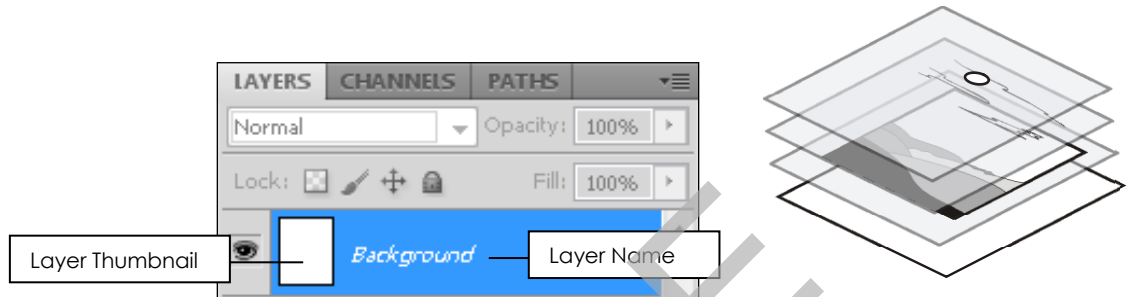 LAYERS CHANNELS PATHS
Normal Opacity: 100%
Lock: Fill: 100%
Layer Thumbnail Background Layer Name